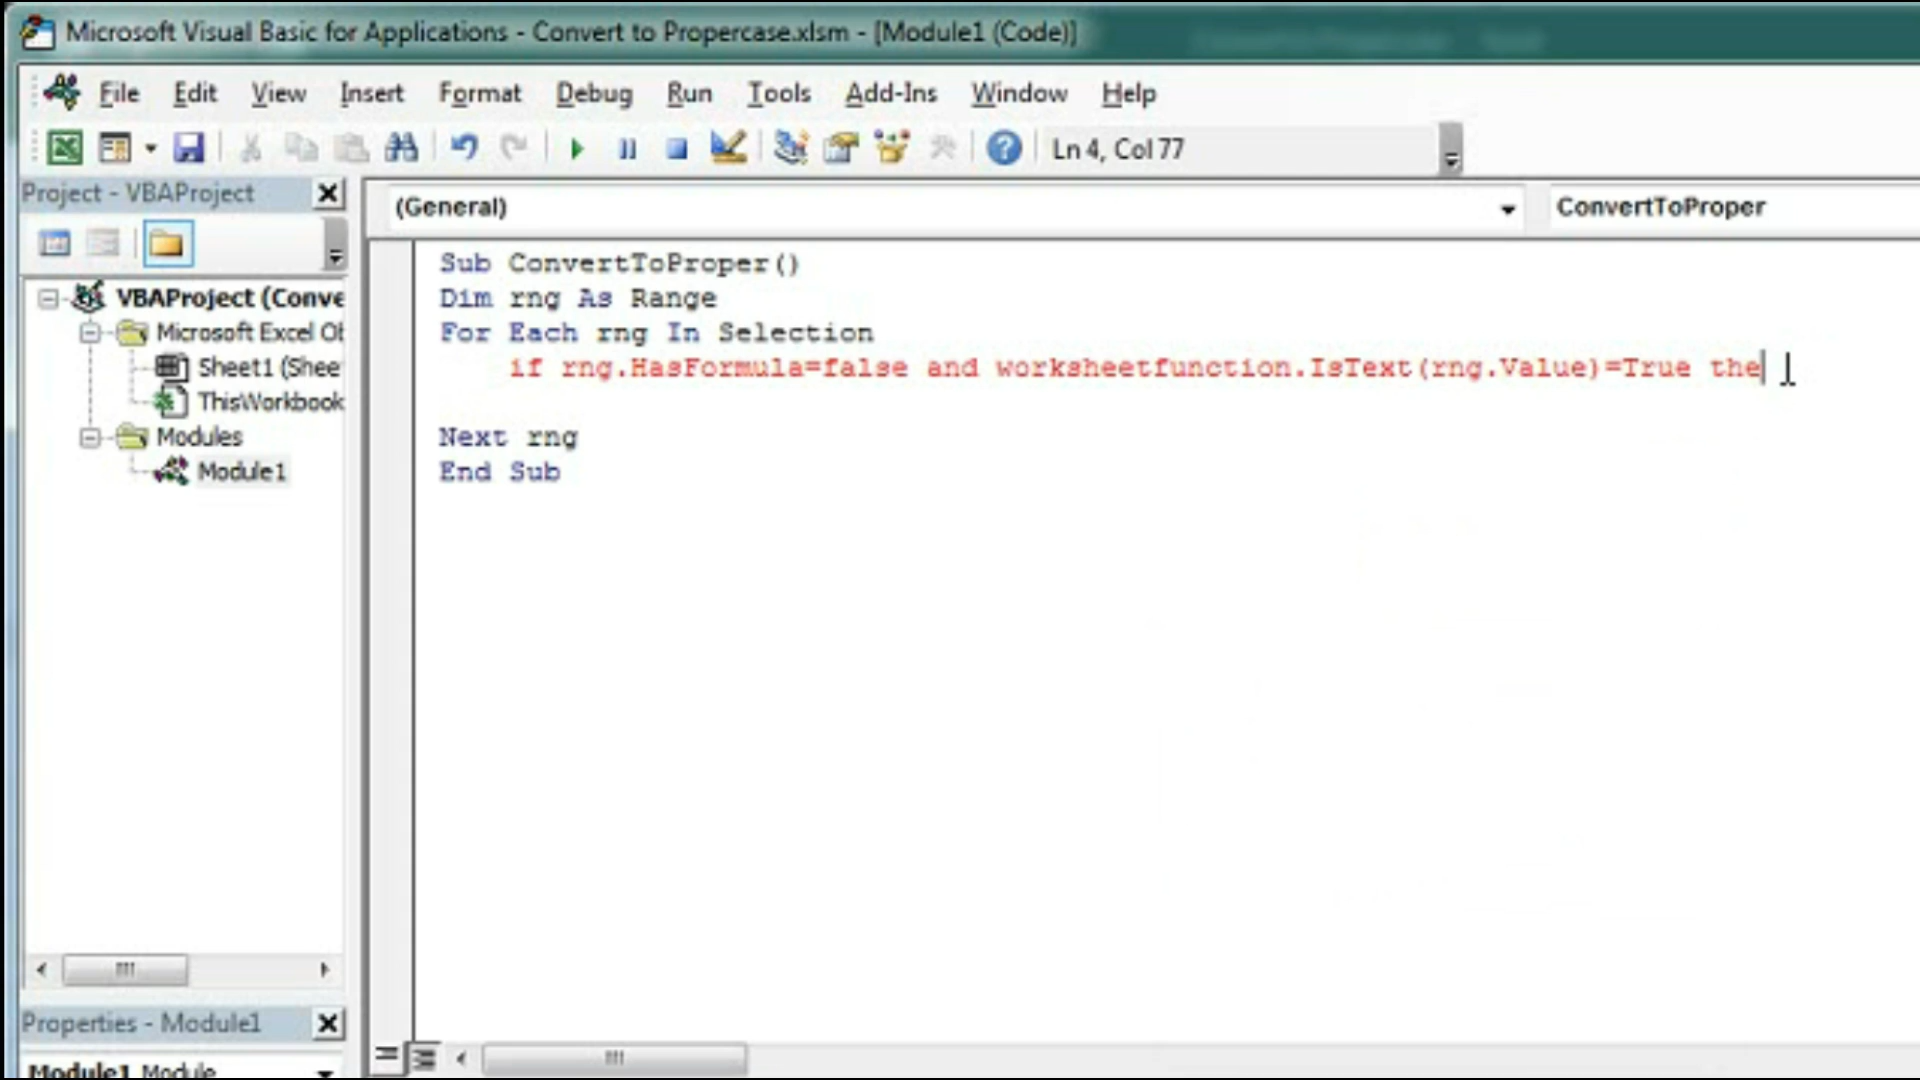 Microsoft Visual Basic for Applications - Convert to Propercase.xlsm - [Module1 (Code)]
File Edit View Insert Format Debug Run Tools Add-Ins Window Help
Ln 4, Col 77
Project - VBAProject
(General)
ConvertToProper
VBAProject (Conve
Microsoft Excel Ob
Sheet1 (Shee
ThisWorkbook
Modules
Module1
Sub ConvertToProper()
Dim rng As Range
For Each rng In Selection
if rng.HasFormula=false and worksheetfunction.IsText(rng.Value)=True the
Next rng
End Sub
Properties - Module1
Module1 Module